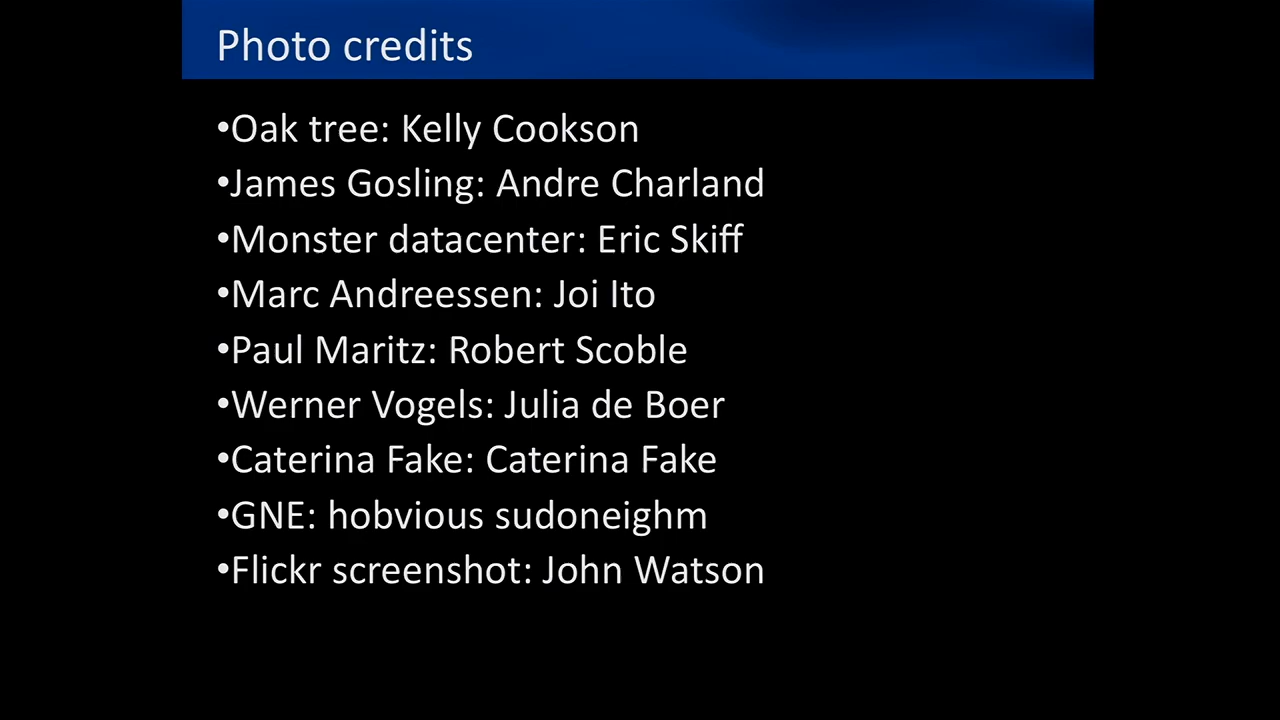 Photo credits
•Oak tree: Kelly Cookson
•James Gosling: Andre Charland
•Monster datacenter: Eric Skiff
•Marc Andreessen: Joi Ito
•Paul Maritz: Robert Scoble
•Werner Vogels: Julia de Boer
•Caterina Fake: Caterina Fake
•GNE: hobvious sudoneighm
•Flickr screenshot: John Watson